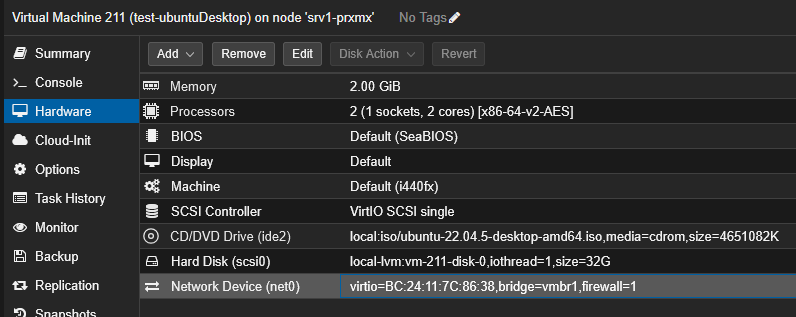 Virtual Machine 211 (test-ubuntuDesktop) on node 'srv1-prxmx' No Tags
Summary
Console
Hardware
Cloud-Init
Options
Task History
Monitor
Backup
Replication
Snapshots
Add Remove Edit Disk Action Revert
Memory 2.00 GiB
Processors 2 (1 sockets, 2 cores) [x86-64-v2-AES]
BIOS Default (SeaBIOS)
Display Default
Machine Default (i440fx)
SCSI Controller VirtIO SCSI single
CD/DVD Drive (ide2) local:iso/ubuntu-22.04.5-desktop-amd64.iso,media=cdrom,size=4651082K
Hard Disk (scsi0) local-lvm:vm-211-disk-0,iothread=1,size=32G
Network Device (net0) virtio=BC:24:11:7C:86:38,bridge=vmbr1,firewall=1